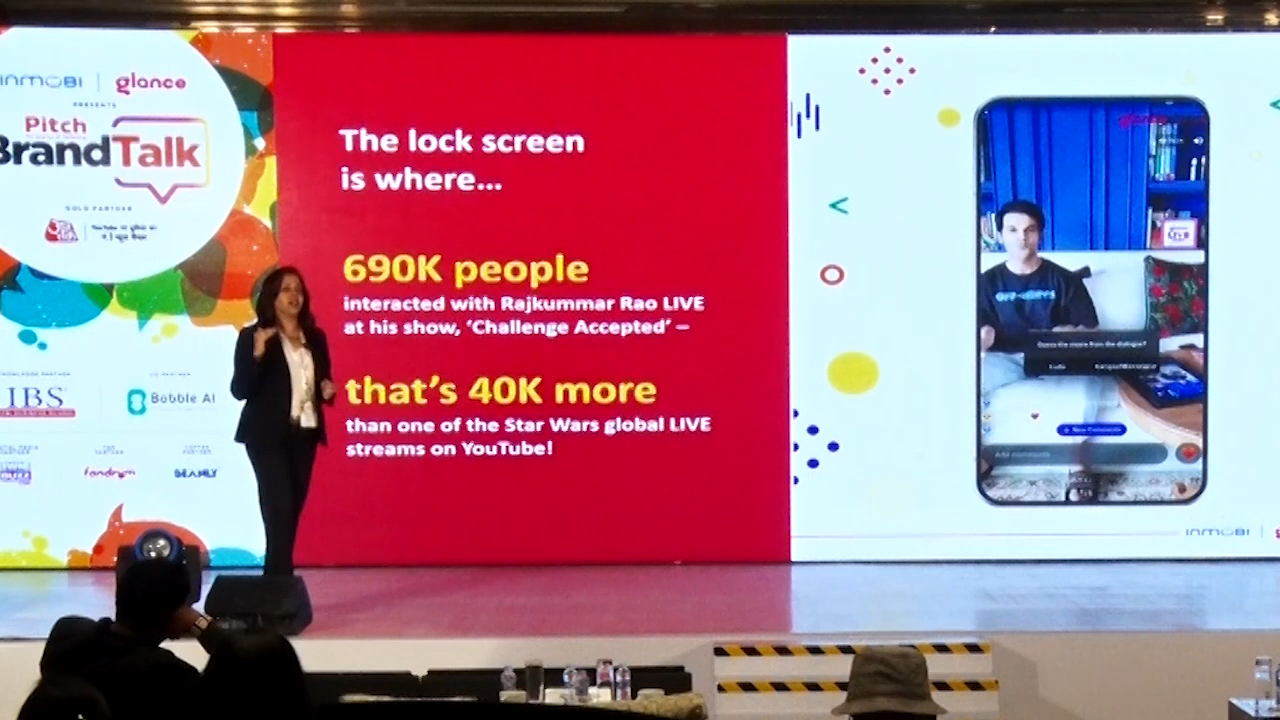 INMOBI | glance
PRESENTS
Pitch
BrandTalk
GOLD PARTNER
The lock screen
is where...
690K people
interacted with Rajkummar Rao LIVE
at his show, ‘Challenge Accepted’ –
that’s 40K more
than one of the Star Wars global LIVE
streams on YouTube!
glance
Guess the movie from the dialogue?
New Comments
Add comments
IBS
Bobble AI
INMOBI